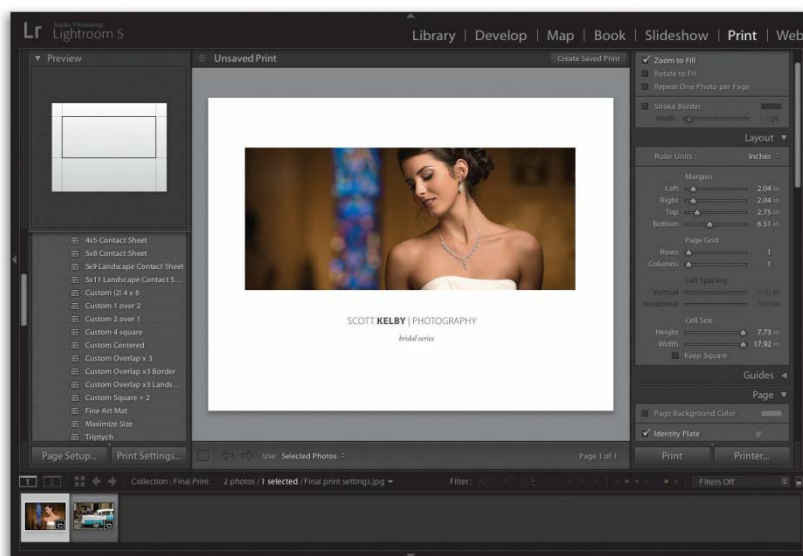 Lr Adobe Photoshop
Lightroom 5
Library | Develop | Map | Book | Slideshow | Print | Web
Preview
4x5 Contact Sheet
5x8 Contact Sheet
5x9 Landscape Contact Sheet
5x11 Landscape Contact S...
Custom (2) 4 x 6
Custom 1 over 2
Custom 2 over 1
Custom 4 square
Custom Centered
Custom Overlap x 3
Custom Overlap x3 Border
Custom Overlap x3 Lands...
Custom Square + 2
Fine Art Mat
Maximize Size
Triptych
Page Setup... Print Settings...
Unsaved Print Create Saved Print
SCOTT KELBY | PHOTOGRAPHY
bridal series
Use: Selected Photos Page 1 of 1
Zoom to Fill
Rotate to Fit
Repeat One Photo per Page
Stroke Border
Width pt
Layout
Ruler Units: Inches
Margins
Left 2.04 in
Right 2.04 in
Top 2.75 in
Bottom 6.51 in
Page Grid
Rows 1
Columns 1
Cell Spacing
Vertical
Horizontal
Cell Size
Height 7.73 in
Width 17.92 in
Keep Square
Guides
Page
Page Background Color
Identity Plate 0°
Print Printer...
1 2 Collection : Final Print 2 photos / 1 selected / Final print settings.jpg Filter : Filters Off